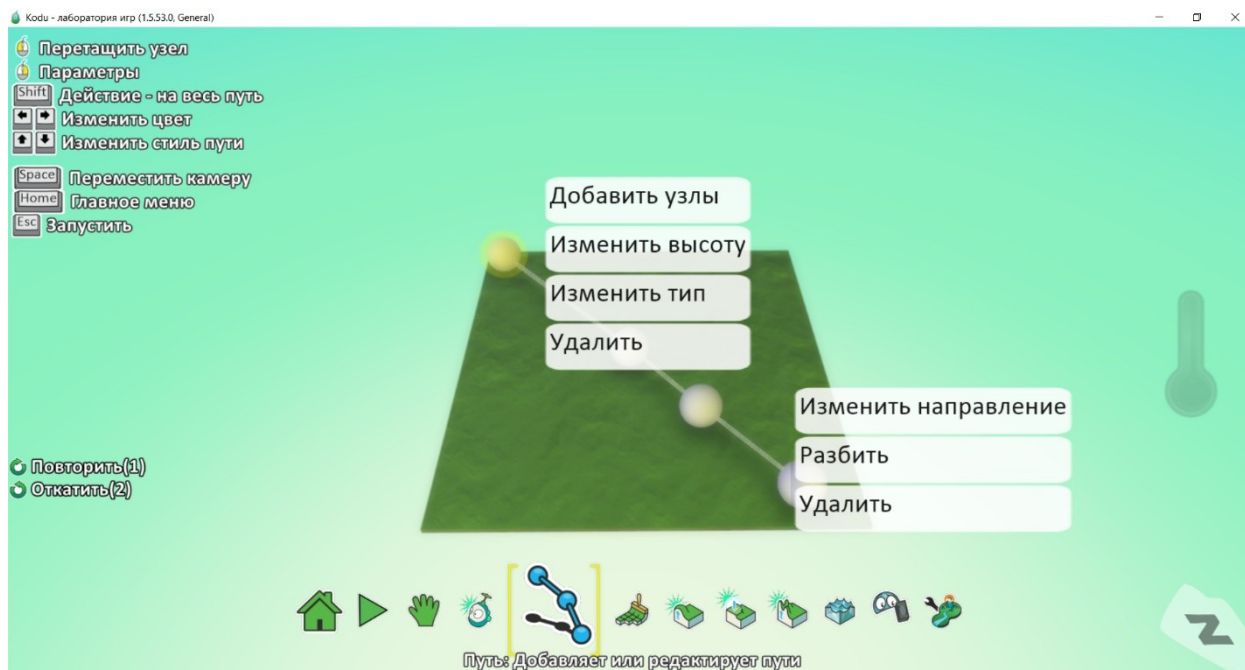 Kodu - лаборатория игр (1.5.53.0, General)
Перетащить узел
Параметры
Shift Действие - на весь путь
Изменить цвет
Изменить стиль пути
Space Переместить камеру
Home Главное меню
Esc Запустить
Добавить узлы
Изменить высоту
Изменить тип
Удалить
Изменить направление
Разбить
Удалить
Повторить(1)
Откатить(2)
Путь: Добавляет или редактирует пути